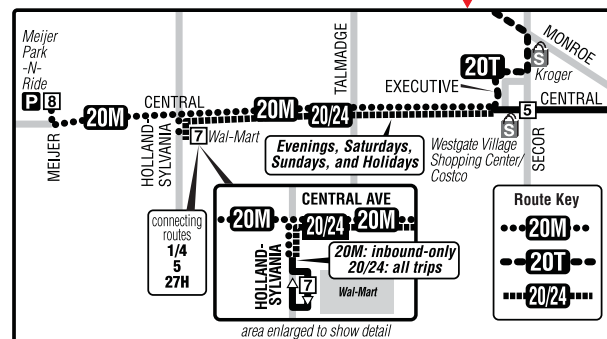 Meijer
Park
-N-
Ride
P 8
20M
CENTRAL
20M
20/24
TALMADGE
EXECUTIVE
20T
MONROE
S
Kroger
CENTRAL
5
SECOR
S
Westgate Village
Shopping Center/
Costco
MEIJER
HOLLAND-
SYLVANIA
7 Wal-Mart
Evenings, Saturdays,
Sundays, and Holidays
connecting
routes
1/4
5
27H
CENTRAL AVE
20M
20/24
20M
HOLLAND-
SYLVANIA
20M: inbound-only
20/24: all trips
7
Wal-Mart
area enlarged to show detail
Route Key
20M
20T
20/24